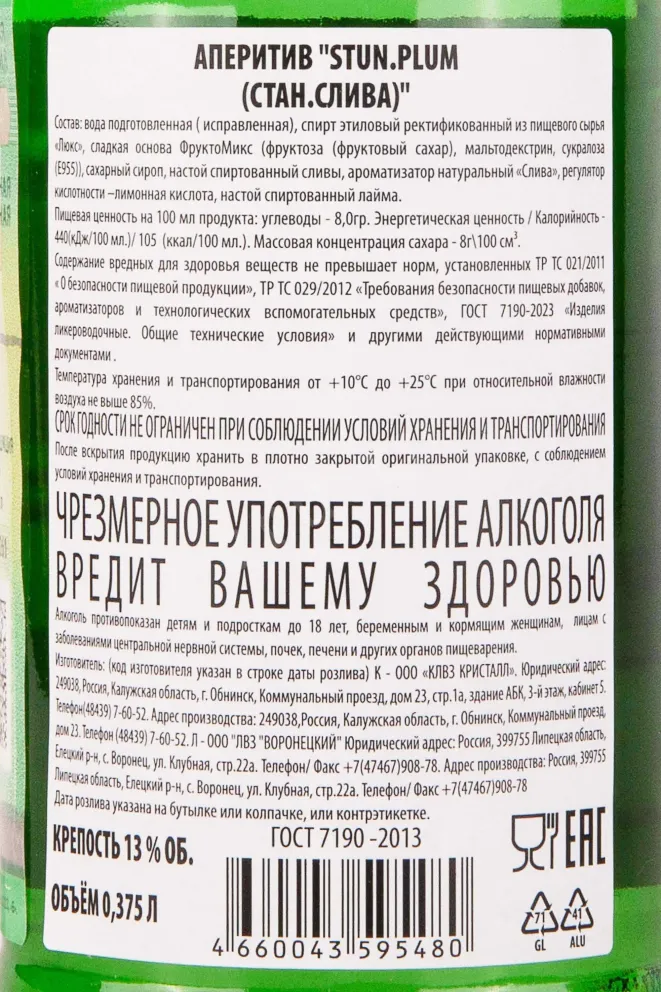 АПЕРИТИВ "STUN.PLUM
(СТАН.СЛИВА)"
Состав: вода подготовленная ( исправленная), спирт этиловый ректификованный из пищевого сырья
«Люкс», сладкая основа ФруктоМикс (фруктоза (фруктовый сахар), мальтодекстрин, сукралоза
(E955)), сахарный сироп, настой спиртованный сливы, ароматизатор натуральный «Слива», регулятор
кислотности –лимонная кислота, настой спиртованный лайма.
Пищевая ценность на 100 мл продукта: углеводы - 8,0гр. Энергетическая ценность / Калорийность -
440(кДж/100 мл.)/ 105 (ккал/100 мл.). Массовая концентрация сахара - 8г\100 см³.
Содержание вредных для здоровья веществ не превышает норм, установленных ТР ТС 021/2011
« О безопасности пищевой продукции», ТР ТС 029/2012 «Требования безопасности пищевых добавок,
ароматизаторов и технологических вспомогательных средств», ГОСТ 7190-2023 «Изделия
ликероводочные. Общие технические условия» и другими действующими нормативными
документами .
Температура хранения и транспортирования от +10°С до +25°С при относительной влажности
воздуха не выше 85%.
СРОК ГОДНОСТИ НЕ ОГРАНИЧЕН ПРИ СОБЛЮДЕНИИ УСЛОВИЙ ХРАНЕНИЯ И ТРАНСПОРТИРОВАНИЯ
После вскрытия продукцию хранить в плотно закрытой оригинальной упаковке, с соблюдением
условий хранения и транспортирования.
ЧРЕЗМЕРНОЕ УПОТРЕБЛЕНИЕ АЛКОГОЛЯ
ВРЕДИТ ВАШЕМУ ЗДОРОВЬЮ
Алкоголь противопоказан детям и подросткам до 18 лет, беременным и кормящим женщинам, лицам с
заболеваниями центральной нервной системы, почек, печени и других органов пищеварения.
Изготовитель: (код изготовителя указан в строке даты розлива) К - ООО «КЛВЗ КРИСТАЛЛ». Юридический адрес:
249038, Россия, Калужская область, г. Обнинск, Коммунальный проезд, дом 23, стр.1а, здание АБК, 3-й этаж, кабинет 5.
Телефон(48439) 7-60-52. Адрес производства: 249038,Россия, Калужская область, г. Обнинск, Коммунальный проезд,
дом 23. Телефон (48439) 7-60-52. Л - ООО "ЛВЗ "ВОРОНЕЦКИЙ" Юридический адрес: Россия, 399755 Липецкая область,
Елецкий р-н, с. Воронец, ул. Клубная, стр.22а. Телефон/ Факс +7(47467)908-78. Адрес производства: Россия, 399755
Липецкая область, Елецкий р-н, с. Воронец, ул. Клубная, стр.22а. Телефон/ Факс +7(47467)908-78
Дата розлива указана на бутылке или колпачке, или контрэтикетке.
ГОСТ 7190 -2013
КРЕПОСТЬ 13 % ОБ.
ОБЪЁМ 0,375 Л
4 660043 595480
EAC
71
GL
41
ALU